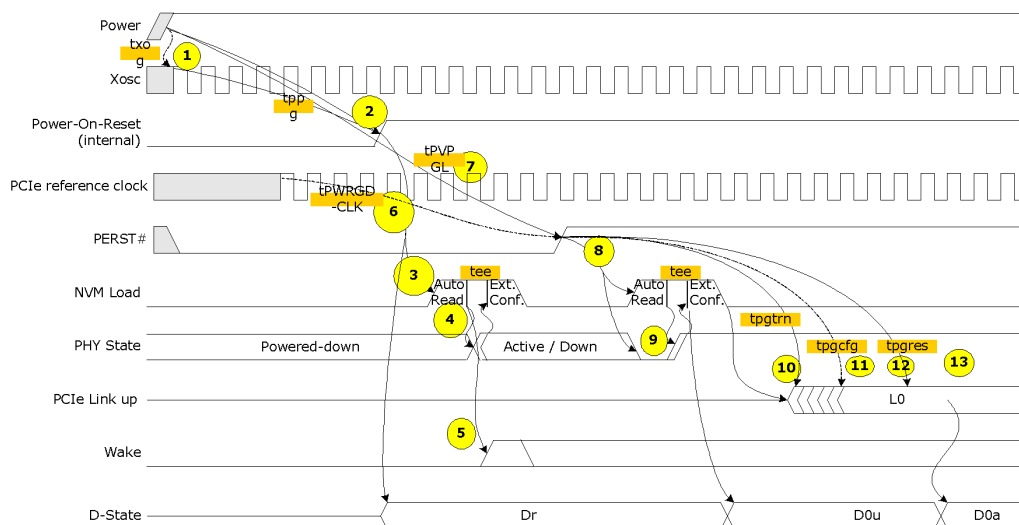 Power
txo
g
1
Xosc
tpp
g
2
Power-On-Reset
(internal)
tPVP
GL
7
PCIe reference clock
tPWRGD
-CLK
6
PERST#
8
3
tee
tee
NVM Load
Auto
Read
Ext.
Conf.
Auto
Read
Ext.
Conf.
4
tpgtrn
9
PHY State
Powered-down
Active / Down
tpgcfg
tpgres
10
11
12
13
PCIe Link up
L0
5
Wake
D-State
Dr
D0u
D0a